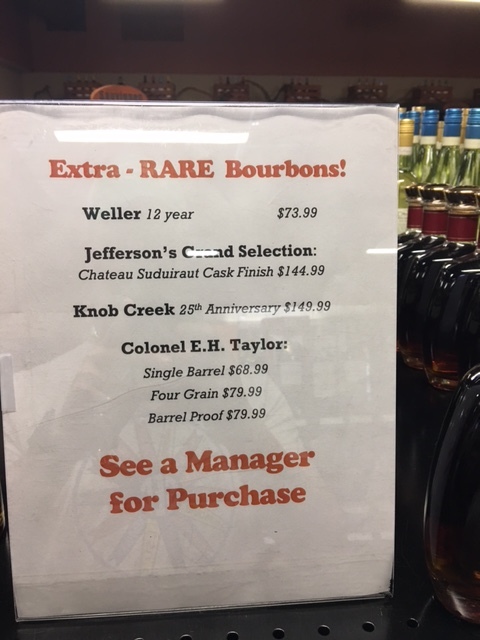 Extra - RARE Bourbons!
Weller 12 year $73.99
Jefferson's Grand Selection:
Chateau Suduiraut Cask Finish $144.99
Knob Creek 25th Anniversary $149.99
Colonel E.H. Taylor:
Single Barrel $68.99
Four Grain $79.99
Barrel Proof $79.99
See a Manager
for Purchase